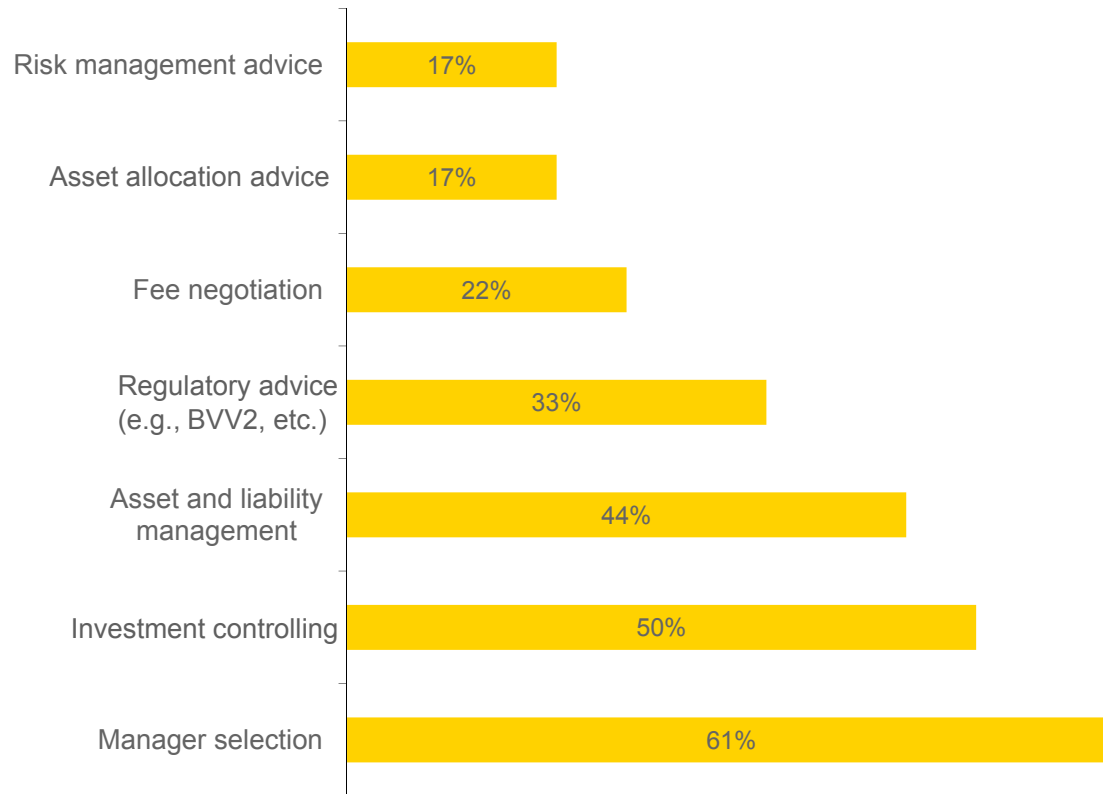 Risk management advice
17%
Asset allocation advice
17%
Fee negotiation
22%
Regulatory advice
(e.g., BVV2, etc.)
33%
Asset and liability
management
44%
Investment controlling
50%
Manager selection
61%